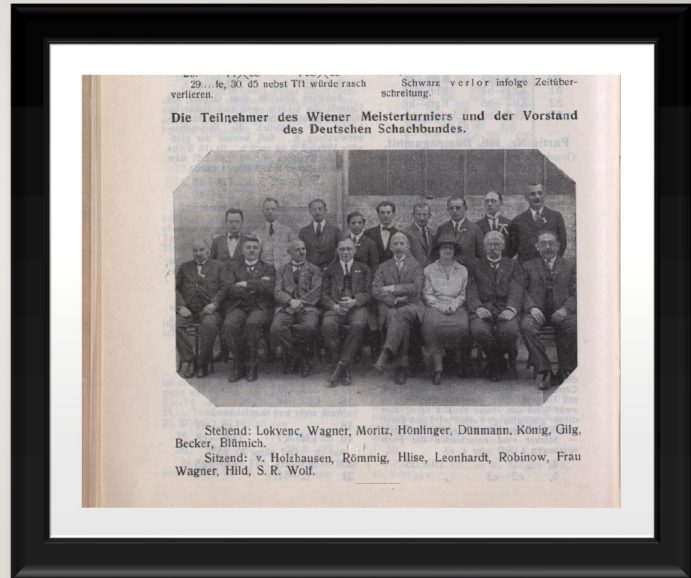 29....fe, 30. d5 nebst Tf1 würde rasch
verlieren.
Schwarz verlor infolge Zeitüber-
schreitung.
Die Teilnehmer des Wiener Meisterturniers und der Vorstand
des Deutschen Schachbundes.
Stehend: Lokvenc, Wagner, Moritz, Hönlinger, Dünmann, König, Gilg,
Becker, Blümich.
Sitzend: v. Holzhausen, Römmig, Hlise, Leonhardt, Robinow, Frau
Wagner, Hild, S. R. Wolf.